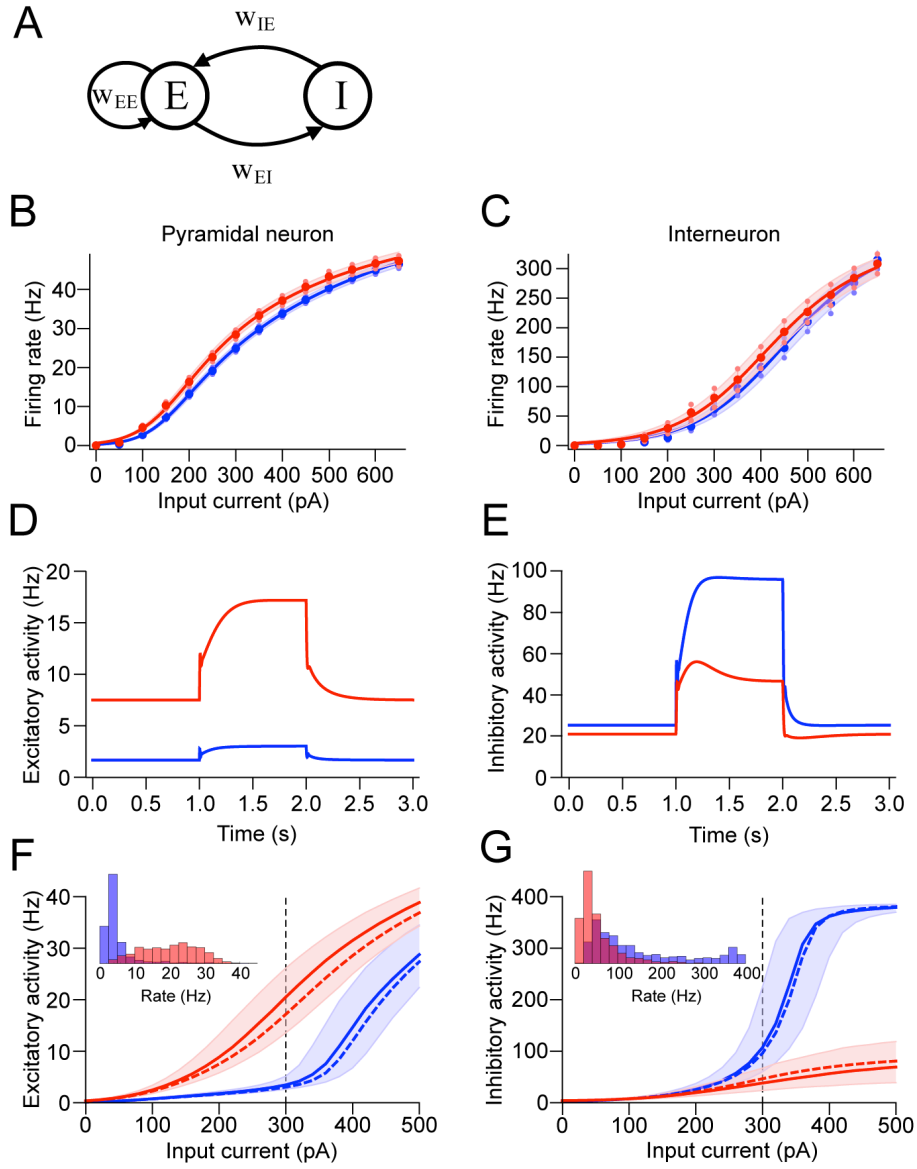 A
w_IE
w_EE
E
I
w_EI
B
C
Pyramidal neuron
Interneuron
Firing rate (Hz)
40
30
20
10
0
0 100 200 300 400 500 600
Input current (pA)
Firing rate (Hz)
300
250
200
150
100
50
0
0 100 200 300 400 500 600
Input current (pA)
D
E
Excitatory activity (Hz)
20
15
10
5
0
0.0 0.5 1.0 1.5 2.0 2.5 3.0
Time (s)
Inhibitory activity (Hz)
100
80
60
40
20
0
0.0 0.5 1.0 1.5 2.0 2.5 3.0
Time (s)
F
G
Excitatory activity (Hz)
40
30
20
10
0
0 10 20 30 40
Rate (Hz)
0 100 200 300 400 500
Input current (pA)
Inhibitory activity (Hz)
400
300
200
100
0
0 100 200 300 400
Rate (Hz)
0 100 200 300 400 500
Input current (pA)